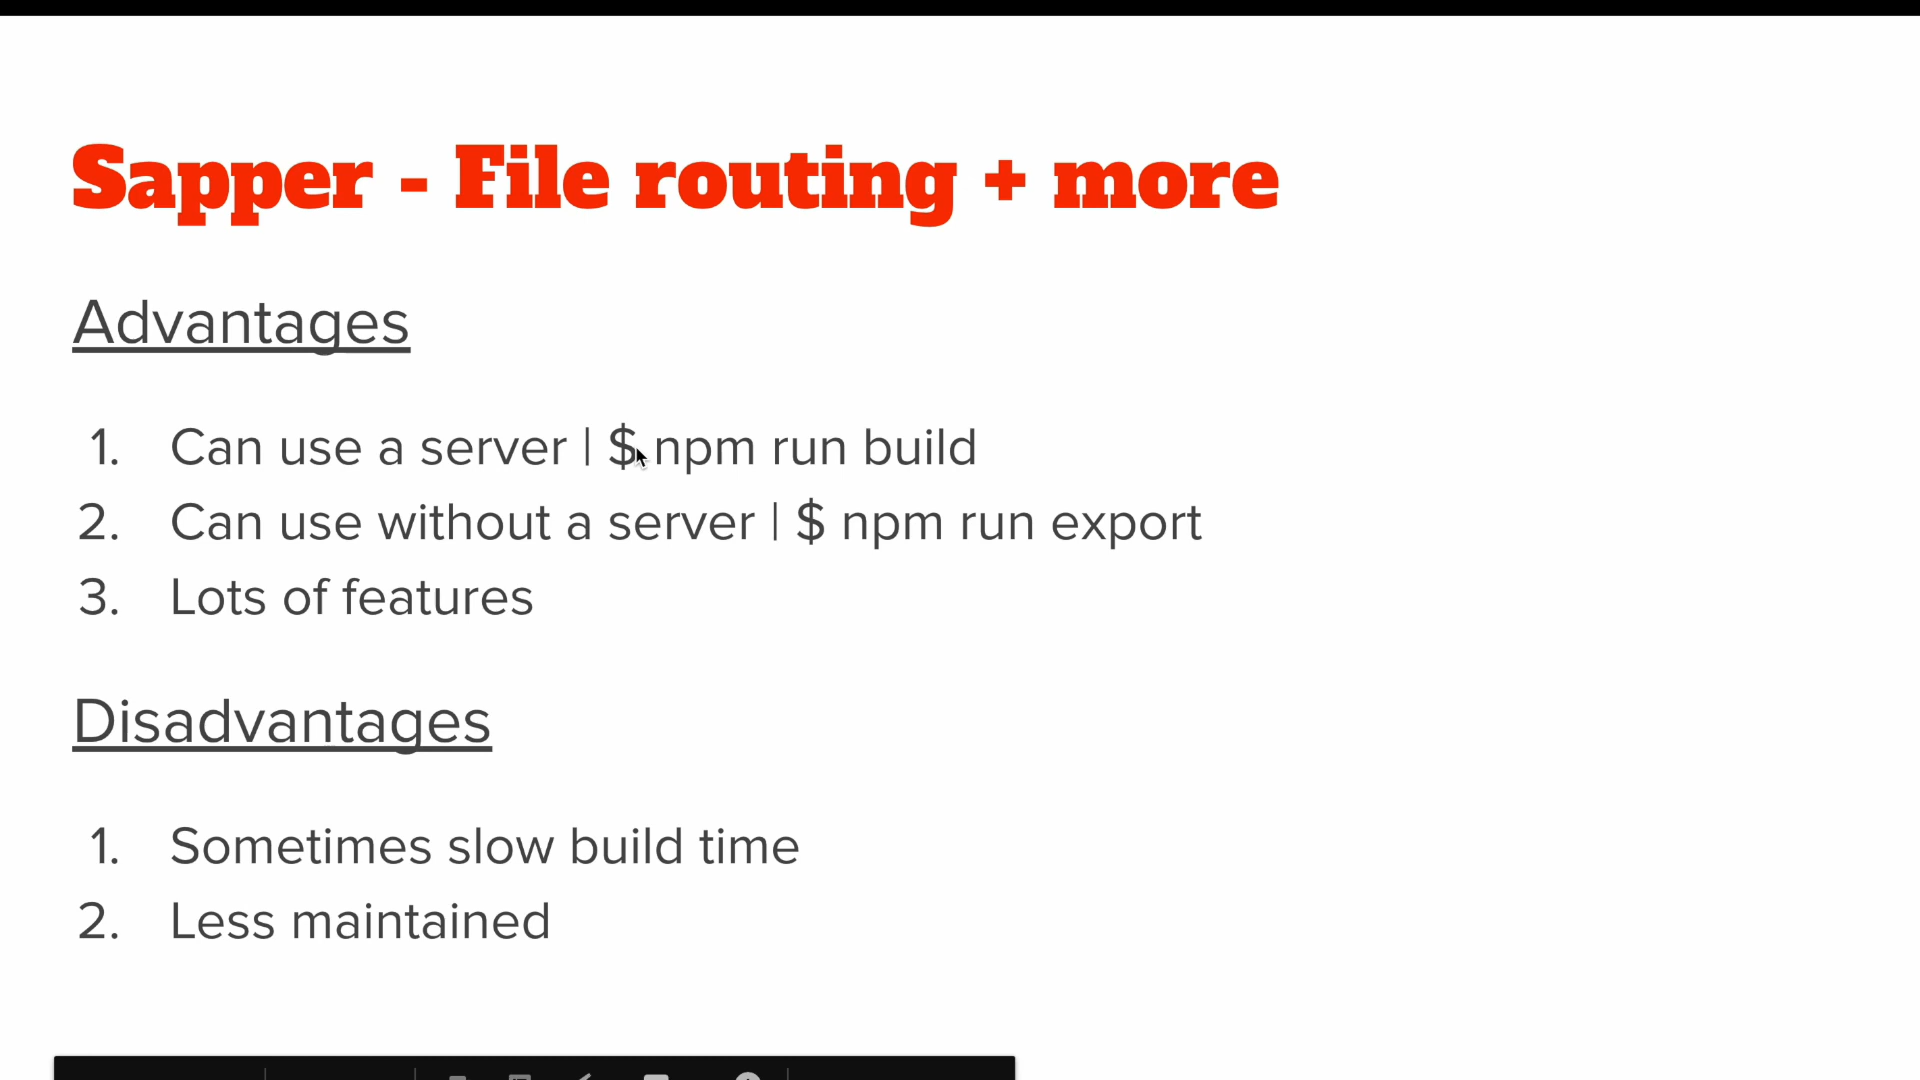 Sapper - File routing + more
Advantages
1. Can use a server | $ npm run build
2. Can use without a server | $ npm run export
3. Lots of features
Disadvantages
1. Sometimes slow build time
2. Less maintained